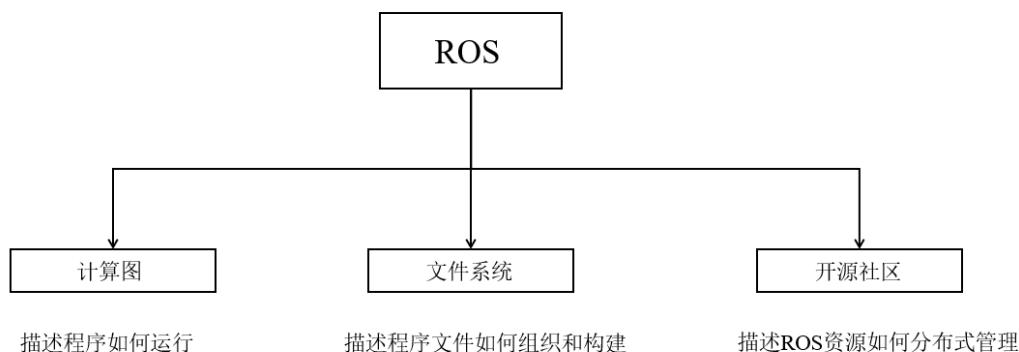 ROS
计算图
文件系统
开源社区
描述程序如何运行
描述程序文件如何组织和构建
描述ROS资源如何分布式管理